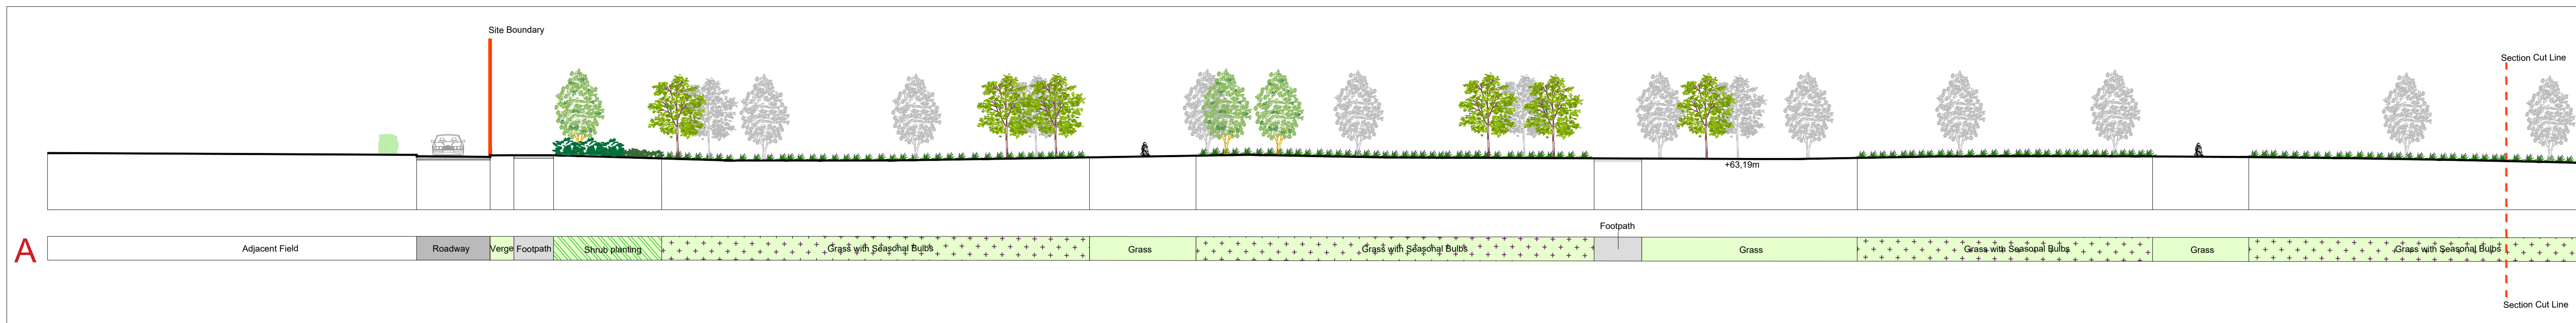 Site Boundary
Section Cut Line
+63,19m
Footpath
A
Adjacent Field
Roadway
Verge
Footpath
Shrub planting
Grass with Seasonal Bulbs
Grass
Grass with Seasonal Bulbs
Grass
Grass with Seasonal Bulbs
Grass
Grass with Seasonal Bulbs
Section Cut Line